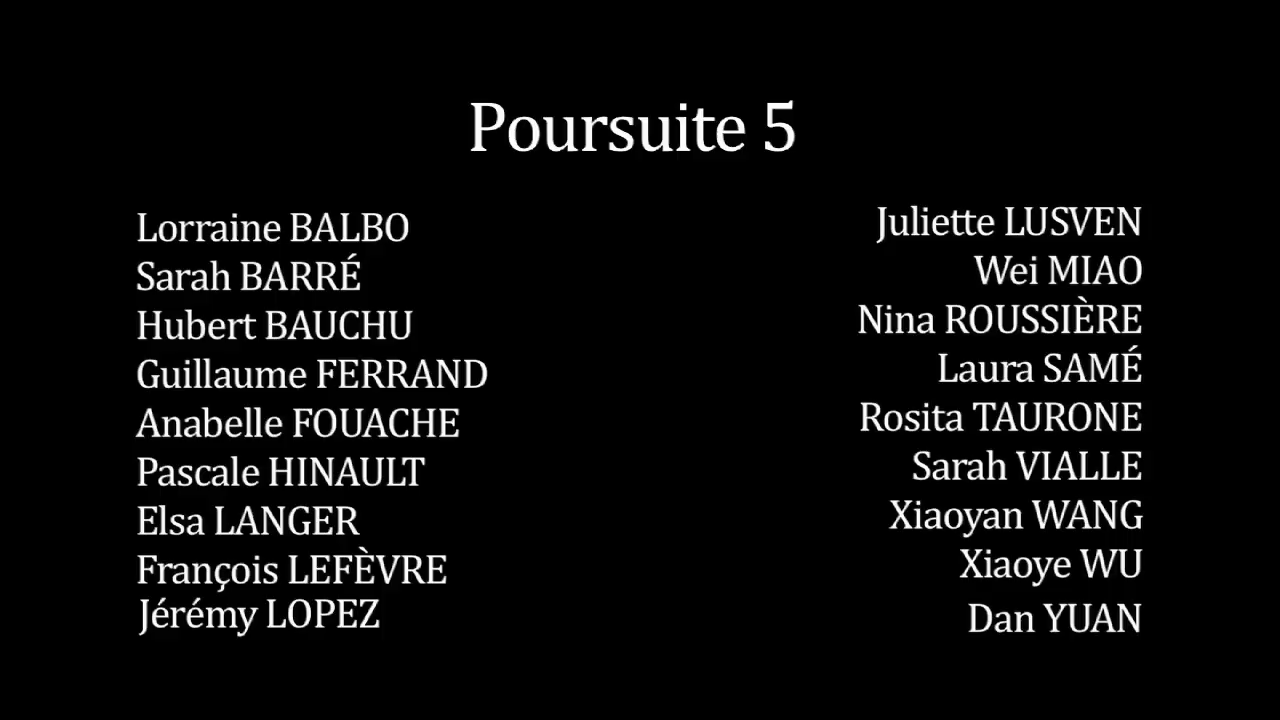 Poursuite 5
Lorraine BALBO
Sarah BARRÉ
Hubert BAUCHU
Guillaume FERRAND
Anabelle FOUACHE
Pascale HINAULT
Elsa LANGER
François LEFÈVRE
Jérémy LOPEZ
Juliette LUSVEN
Wei MIAO
Nina ROUSSIÈRE
Laura SAMÉ
Rosita TAURONE
Sarah VIALLE
Xiaoyan WANG
Xiaoye WU
Dan YUAN